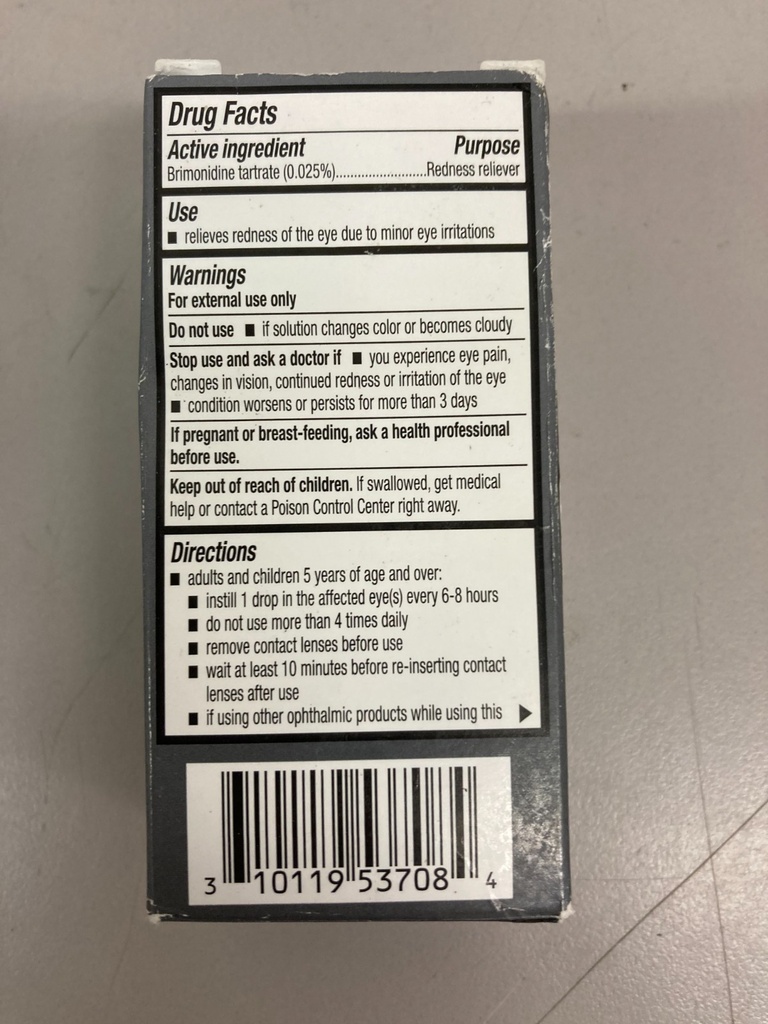 Drug Facts
Active ingredient Purpose
Brimonidine tartrate (0.025%).........................Redness reliever
Use
■ relieves redness of the eye due to minor eye irritations
Warnings
For external use only
Do not use ■ if solution changes color or becomes cloudy
Stop use and ask a doctor if ■ you experience eye pain,
changes in vision, continued redness or irritation of the eye
■ condition worsens or persists for more than 3 days
If pregnant or breast-feeding, ask a health professional
before use.
Keep out of reach of children. If swallowed, get medical
help or contact a Poison Control Center right away.
Directions
■ adults and children 5 years of age and over:
■ instill 1 drop in the affected eye(s) every 6-8 hours
■ do not use more than 4 times daily
■ remove contact lenses before use
■ wait at least 10 minutes before re-inserting contact
lenses after use
■ if using other ophthalmic products while using this ▶
3 10119 53708 4